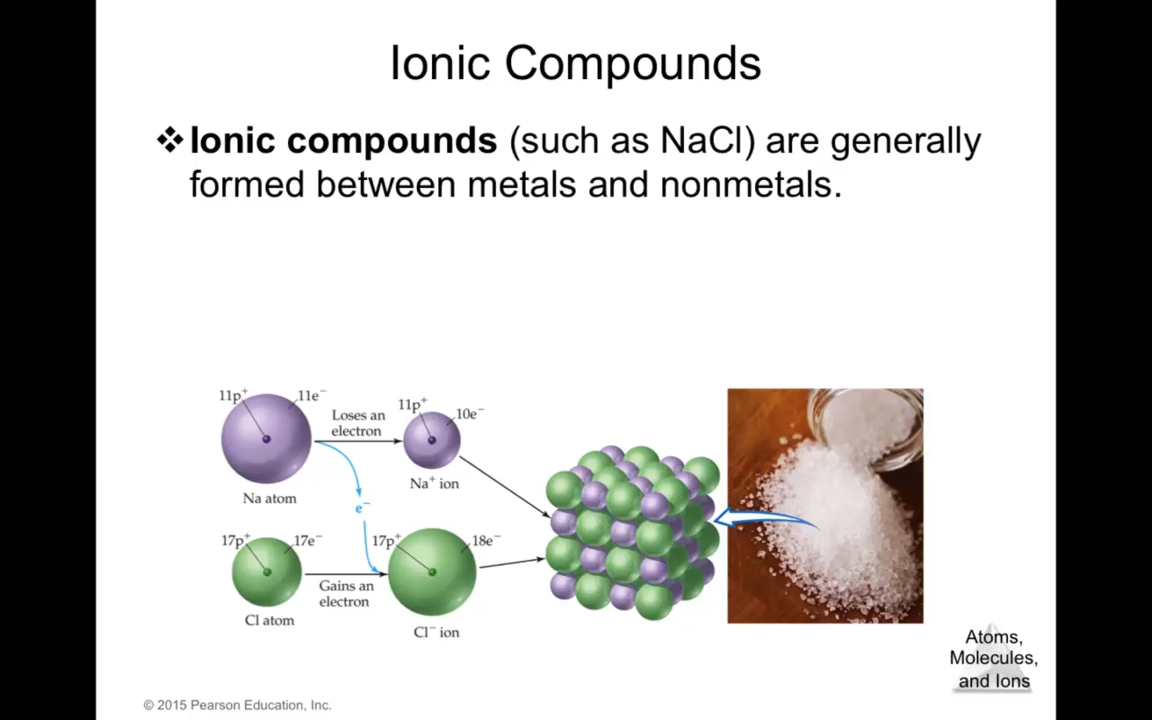 Ionic Compounds
❖Ionic compounds (such as NaCl) are generally
formed between metals and nonmetals.
11p⁺
11e⁻
Loses an
electron
11p⁺
10e⁻
Na atom
Na⁺ ion
e⁻
17p⁺
17e⁻
17p⁺
18e⁻
Gains an
electron
Cl atom
Cl⁻ ion
Atoms,
Molecules,
and Ions
© 2015 Pearson Education, Inc.